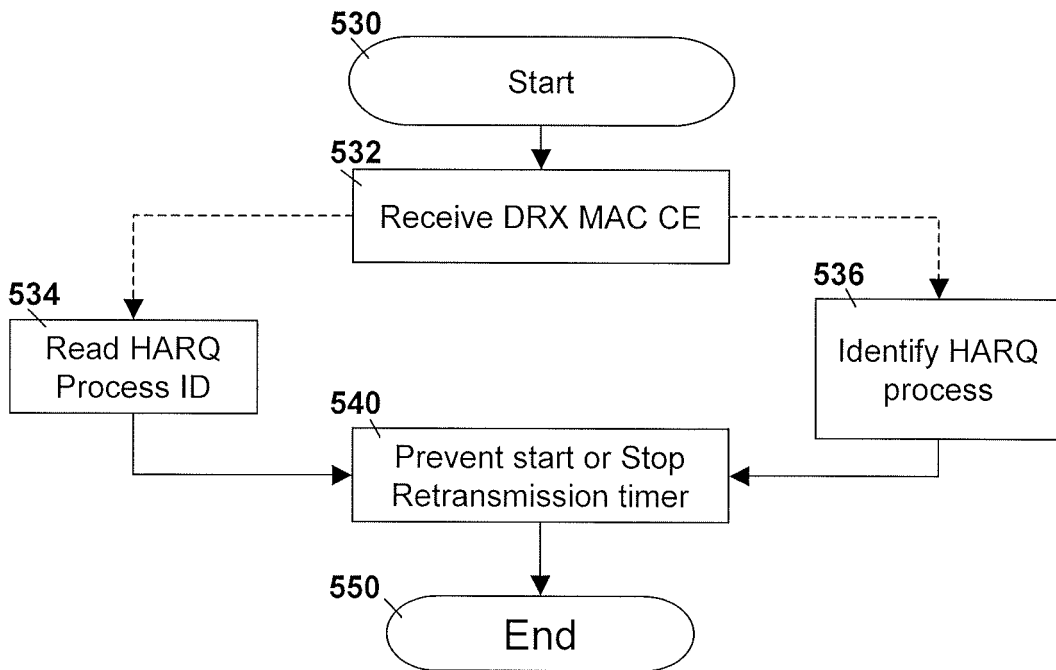 530
Start
532
Receive DRX MAC CE
534
Read HARQ
Process ID
536
Identify HARQ
process
540
Prevent start or Stop
Retransmission timer
550
End